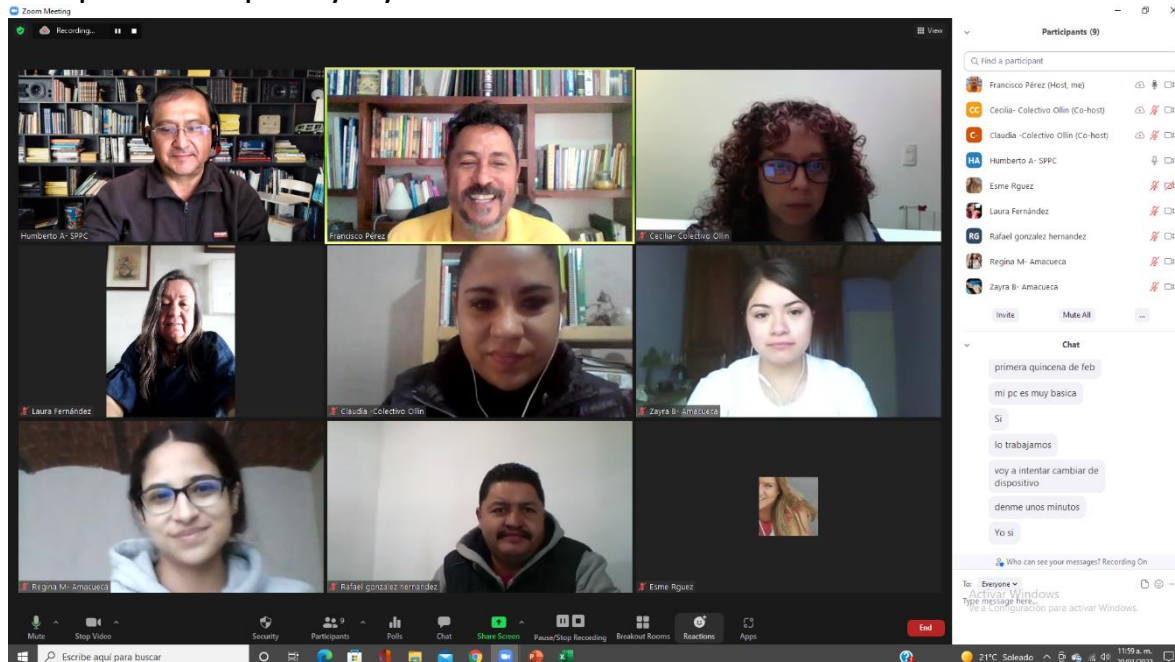 Zoom Meeting
Recording...
View
Humberto A- SPPC
Francisco Pérez
Cecilia- Colectivo Ollin
Laura Fernández
Claudia -Colectivo Ollin
Zayra B- Amacueca
Regina M- Amacueca
Rafael gonzalez hernandez
Esme Rguez
Participants (9)
Find a participant
Francisco Pérez (Host, me)
CC Cecilia- Colectivo Ollin (Co-host)
C- Claudia -Colectivo Ollin (Co-host)
HA Humberto A- SPPC
Esme Rguez
Laura Fernández
RG Rafael gonzalez hernandez
Regina M- Amacueca
Zayra B- Amacueca
Invite Mute All ...
Chat
primera quincena de feb
mi pc es muy basica
Si
lo trabajamos
voy a intentar cambiar de
dispositivo
denme unos minutos
Yo si
Who can see your messages? Recording On
To: Everyone
Type message here...
Activar Windows
Ve a Configuración para activar Windows.
Mute
Stop Video
Security
Participants 9
Polls
Chat
Share Screen
Pause/Stop Recording
Breakout Rooms
Reactions
Apps
End
Escribe aquí para buscar
21°C Soleado
11:59 a. m.